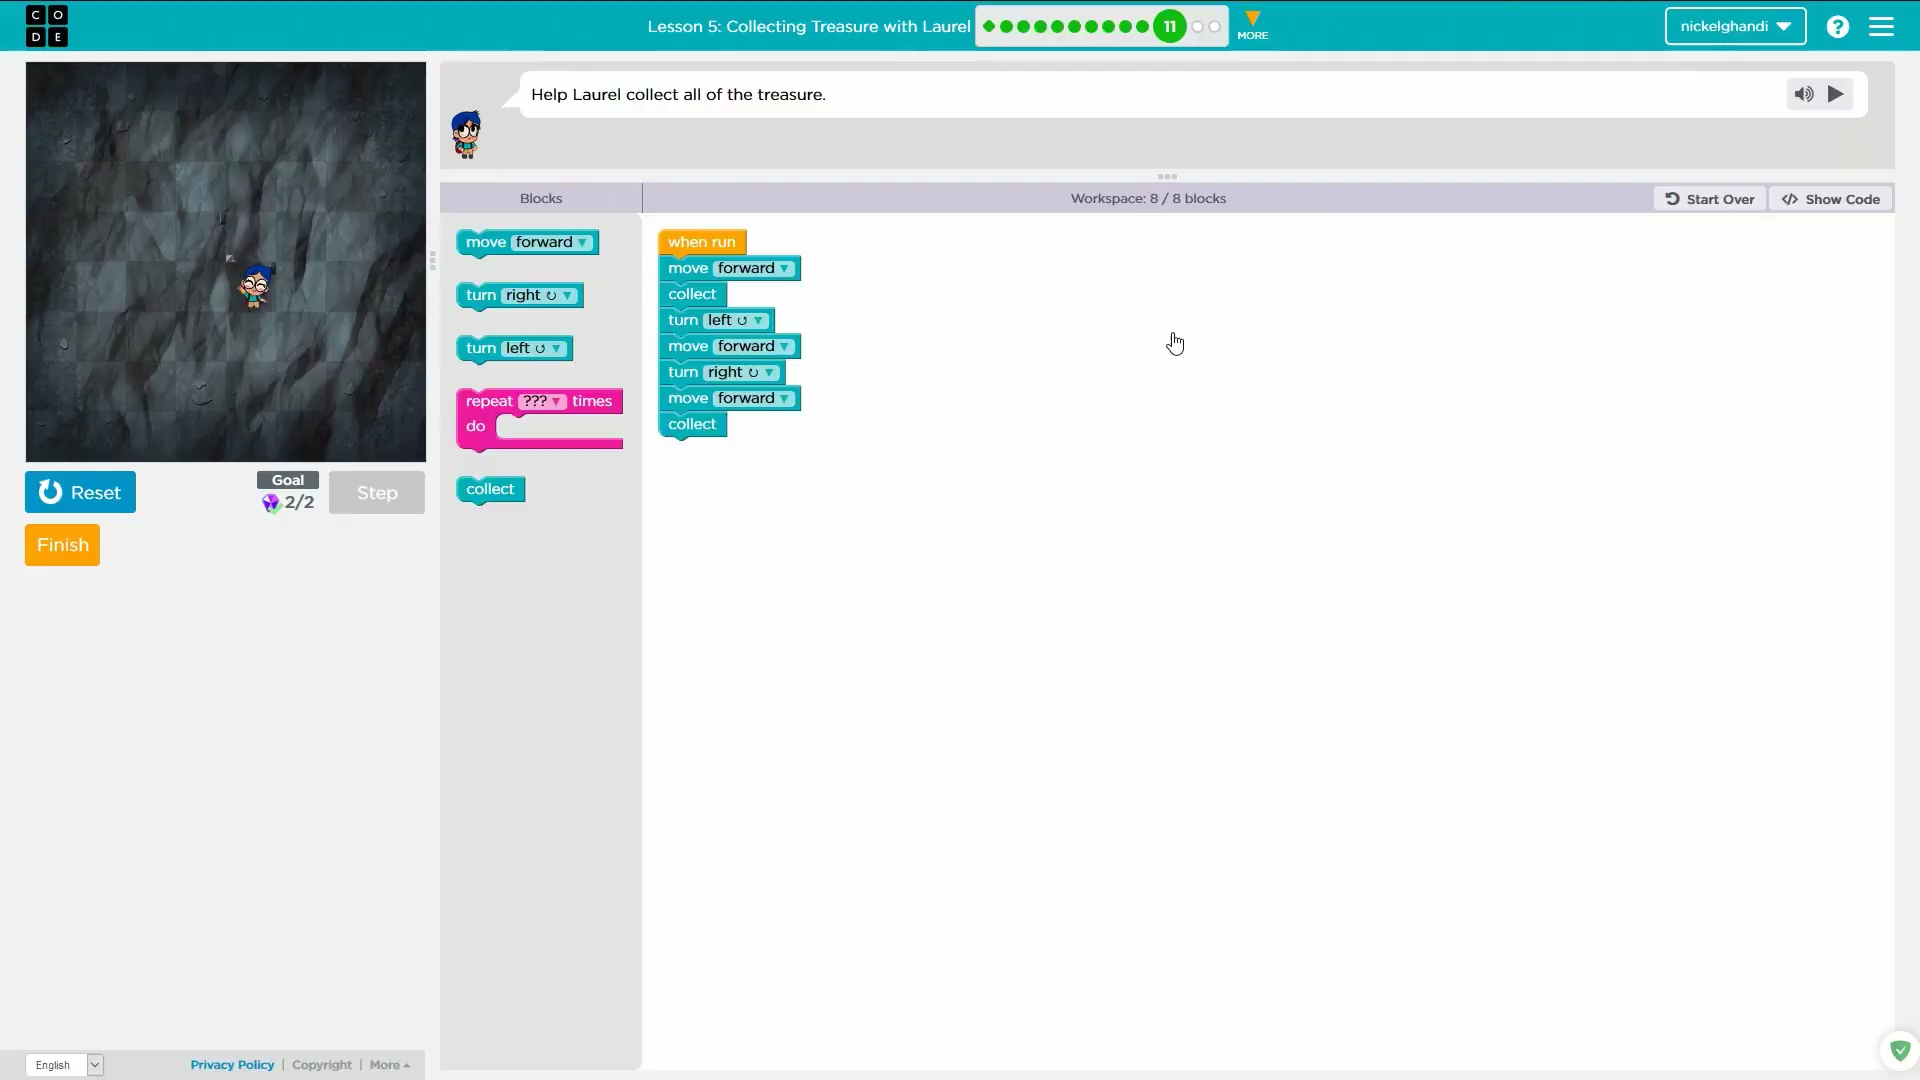 C O
D E
Lesson 5: Collecting Treasure with Laurel
11
MORE
nickelghandi
?
Help Laurel collect all of the treasure.
Blocks
Workspace: 8 / 8 blocks
Start Over
</> Show Code
move forward
turn right
turn left
repeat ??? times
do
collect
when run
move forward
collect
turn left
move forward
turn right
move forward
collect
Reset
Goal
2/2
Step
Finish
English
Privacy Policy | Copyright | More